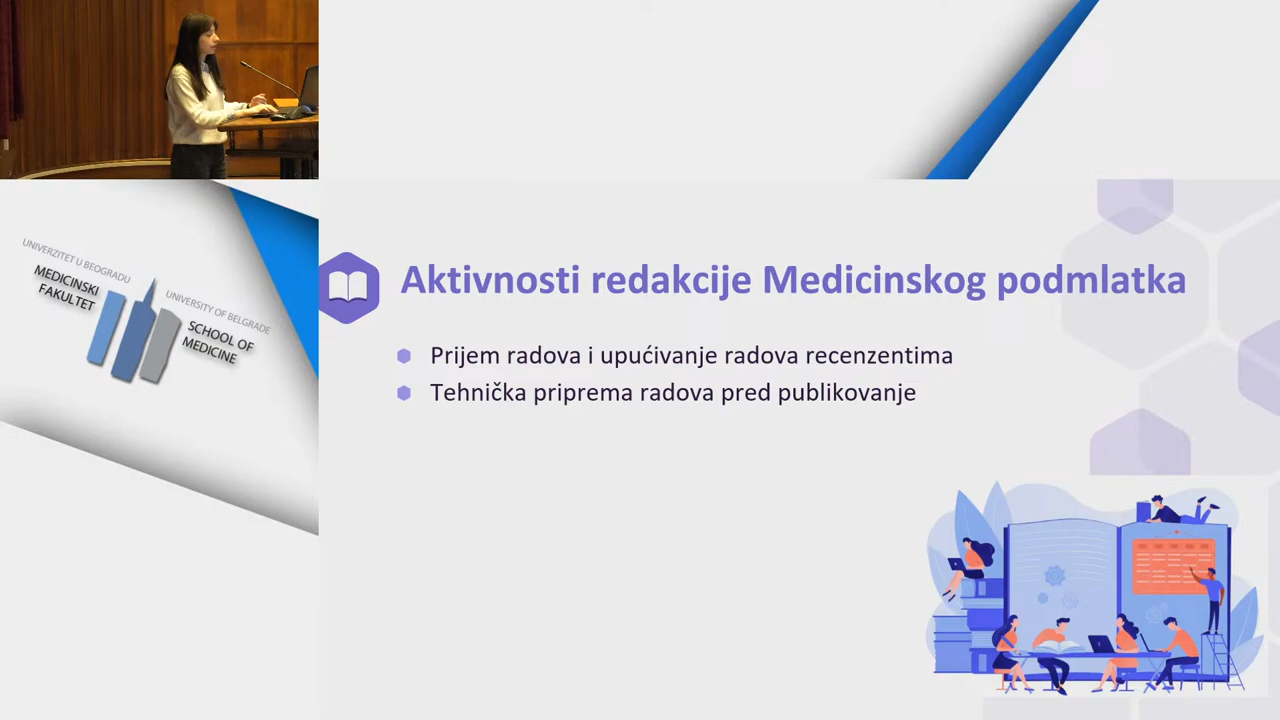 UNIVERZITET U BEOGRADU
MEDICINSKI
FAKULTET
UNIVERSITY OF BELGRADE
SCHOOL OF
MEDICINE
Aktivnosti redakcije Medicinskog podmlatka
Prijem radova i upućivanje radova recenzentima
Tehnička priprema radova pred publikovanje